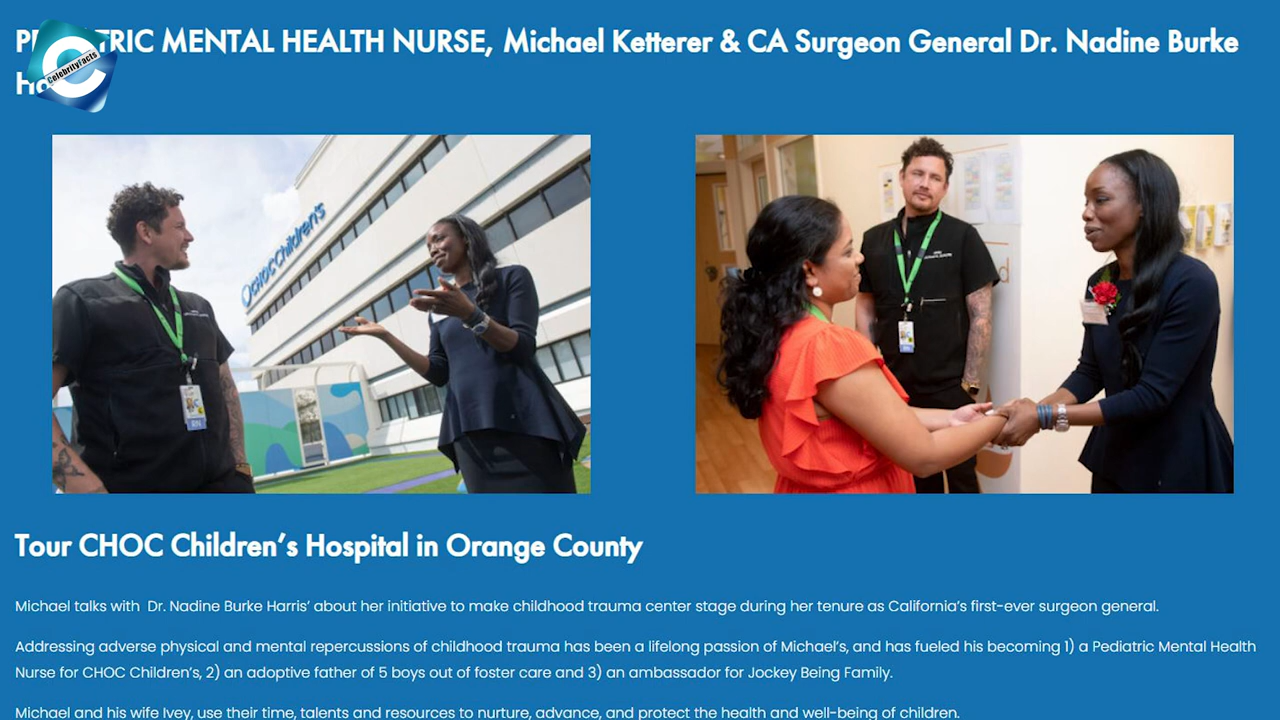 MENTAL HEALTH NURSE, Michael Ketterer & CA Surgeon General Dr. Nadine Burke
CelebrityFacts
CHOC Children's
Tour CHOC Children’s Hospital in Orange County
Michael talks with Dr. Nadine Burke Harris’ about her initiative to make childhood trauma center stage during her tenure as California’s first-ever surgeon general.
Addressing adverse physical and mental repercussions of childhood trauma has been a lifelong passion of Michael’s, and has fueled his becoming 1) a Pediatric Mental Health
Nurse for CHOC Children’s, 2) an adoptive father of 5 boys out of foster care and 3) an ambassador for Jockey Being Family.
Michael and his wife Ivey, use their time, talents and resources to nurture, advance, and protect the health and well-being of children.